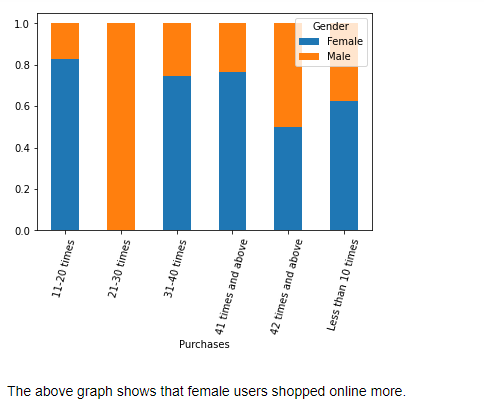 Gender
Female
Male
1.0
0.8
0.6
0.4
0.2
0.0
11-20 times
21-30 times
31-40 times
41 times and above
42 times and above
Less than 10 times
Purchases
The above graph shows that female users shopped online more.